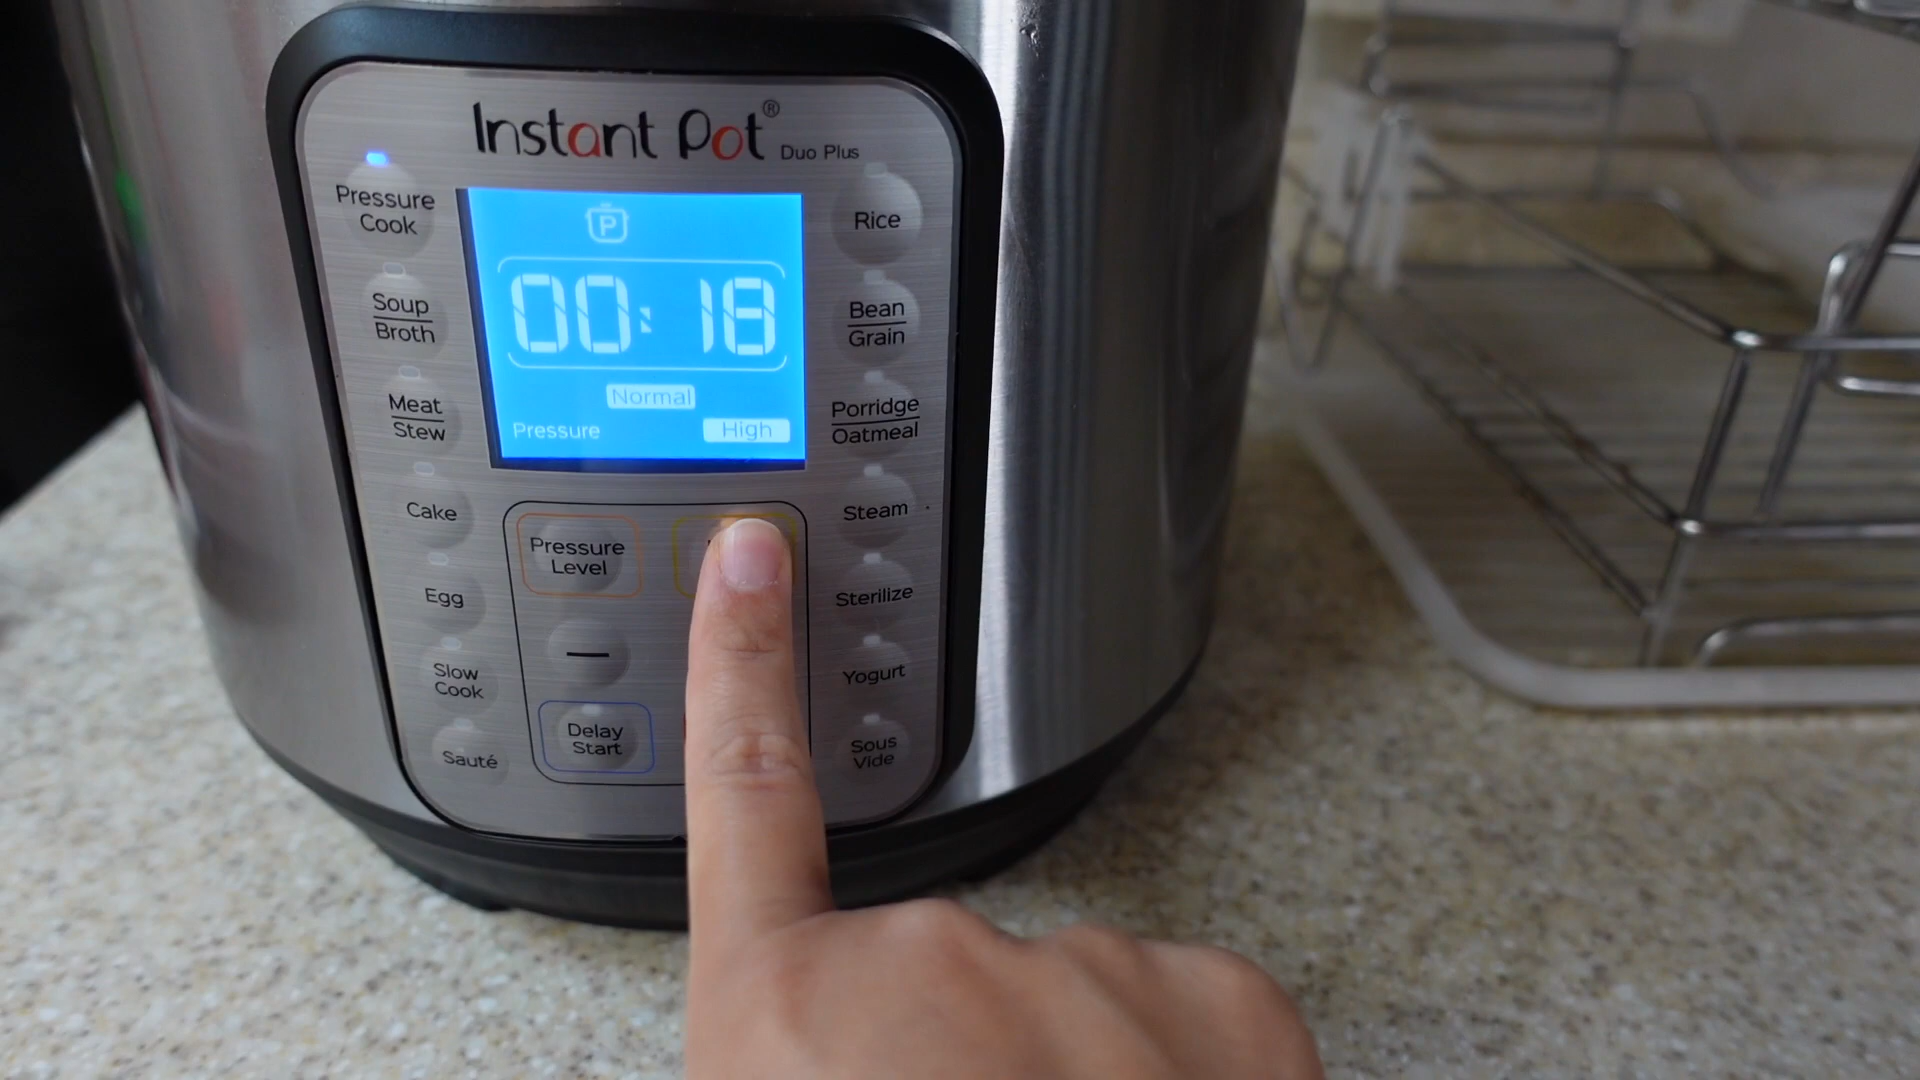 Instant Pot®
Duo Plus
Pressure
Cook
Soup
Broth
Meat
Stew
Cake
Egg
Slow
Cook
Sauté
P
00:18
Normal
Pressure High
Pressure
Level
—
Delay
Start
Rice
Bean
Grain
Porridge
Oatmeal
Steam
Sterilize
Yogurt
Sous
Vide